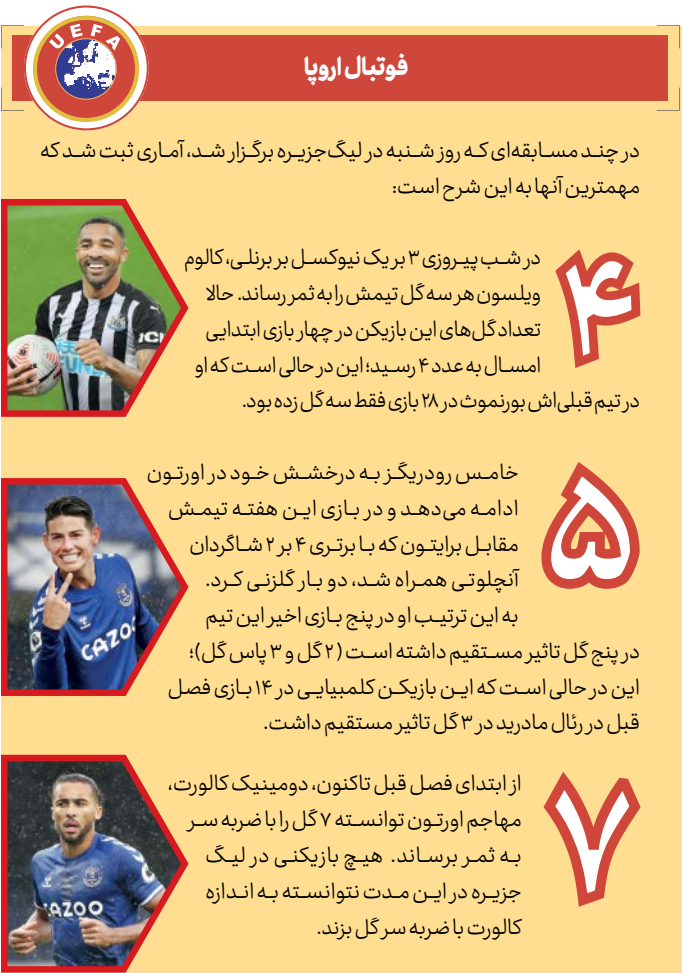 UEFA
فوتبال اروپا
در چند مسابقه‌ای که روز شنبه در لیگ جزیره برگزار شد، آماری ثبت شد که
مهمترین آنها به این شرح است:
۴
در شب پیروزی ۳ بر یک نیوکسل بر برنلی، کالوم
ویلسون هر سه گل تیمش را به ثمر رساند. حالا
تعداد گل‌های این بازیکن در چهار بازی ابتدایی
امسال به عدد ۴ رسید؛ این در حالی است که او
در تیم قبلی‌اش بورنموث در ۲۸ بازی فقط سه گل زده بود.
۵
خامس رودریگز به درخشش خود در اورتون
ادامه می‌دهد و در بازی این هفته تیمش
مقابل برایتون که با برتری ۴ بر ۲ شاگردان
آنچلوتی همراه شد، دو بار گلزنی کرد.
به این ترتیب او در پنج بازی اخیر این تیم
در پنج گل تاثیر مستقیم داشته است (۲ گل و ۳ پاس گل)؛
این در حالی است که این بازیکن کلمبیایی در ۱۴ بازی فصل
قبل در رئال مادرید در ۳ گل تاثیر مستقیم داشت.
CAZOO
۷
از ابتدای فصل قبل تاکنون، دومینیک کالورت،
مهاجم اورتون توانسته ۷ گل را با ضربه سر
به ثمر برساند. هیچ بازیکنی در لیگ
جزیره در این مدت نتوانسته به اندازه
کالورت با ضربه سر گل بزند.
CAZOO